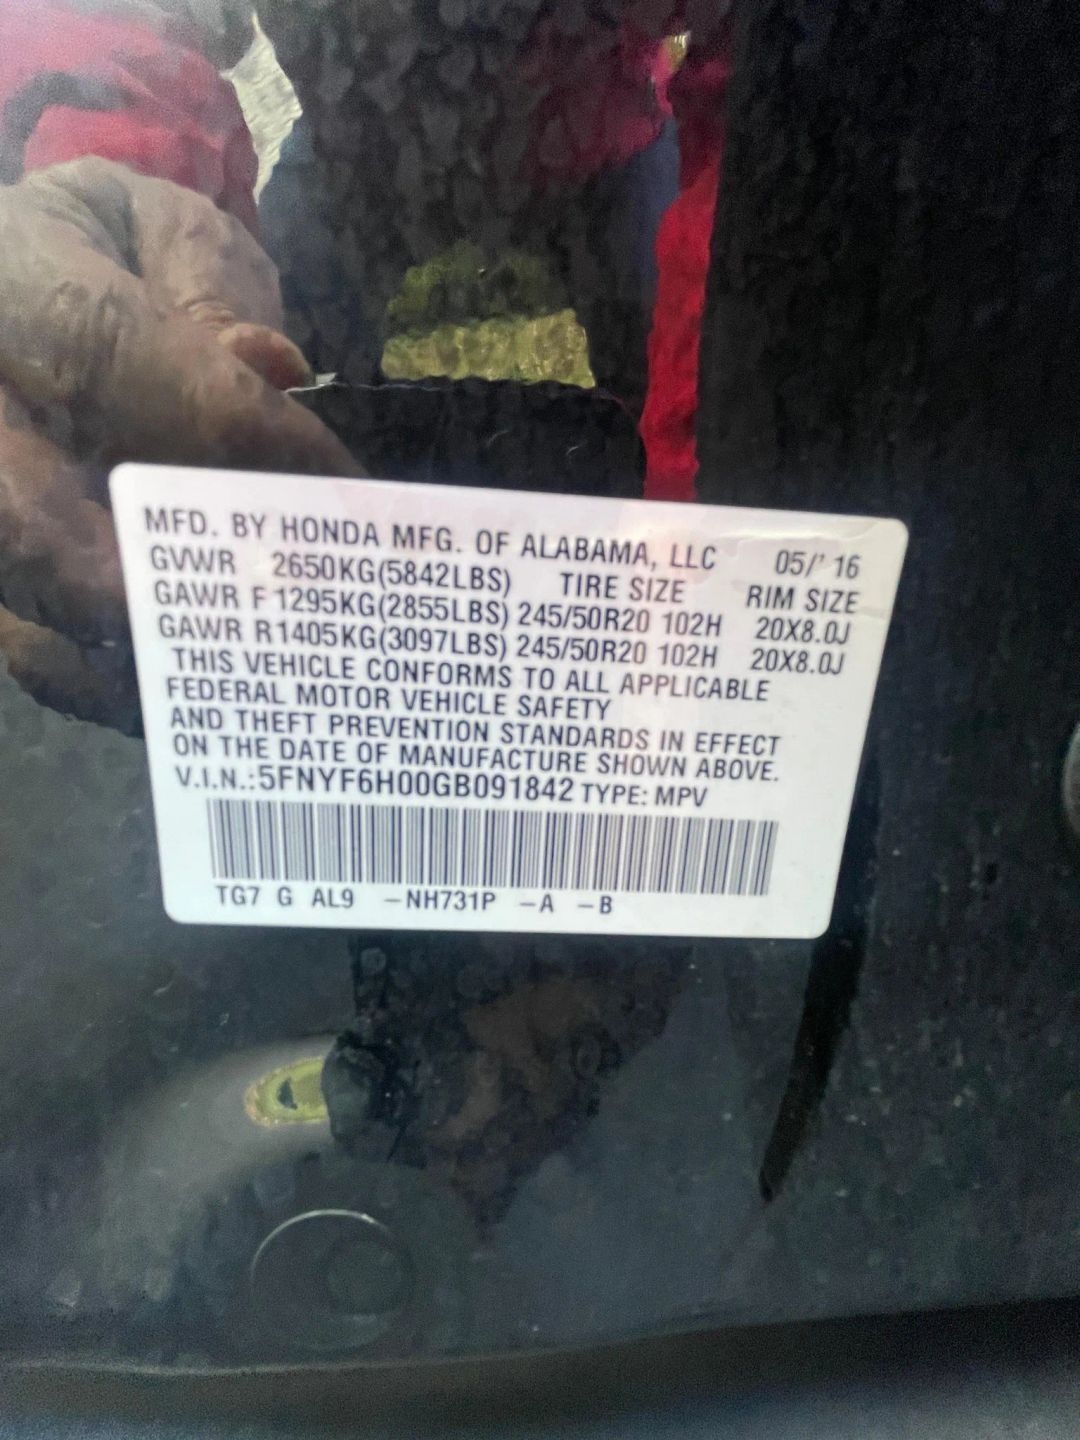 MFD. BY HONDA MFG. OF ALABAMA, LLC 05/' 16
GVWR 2650KG(5842LBS) TIRE SIZE RIM SIZE
GAWR F 1295KG(2855LBS) 245/50R20 102H 20X8.0J
GAWR R1405KG(3097LBS) 245/50R20 102H 20X8.0J
THIS VEHICLE CONFORMS TO ALL APPLICABLE
FEDERAL MOTOR VEHICLE SAFETY
AND THEFT PREVENTION STANDARDS IN EFFECT
ON THE DATE OF MANUFACTURE SHOWN ABOVE.
V.I.N.:5FNYF6H00GB091842 TYPE: MPV
TG7 G AL9 -NH731P -A -B